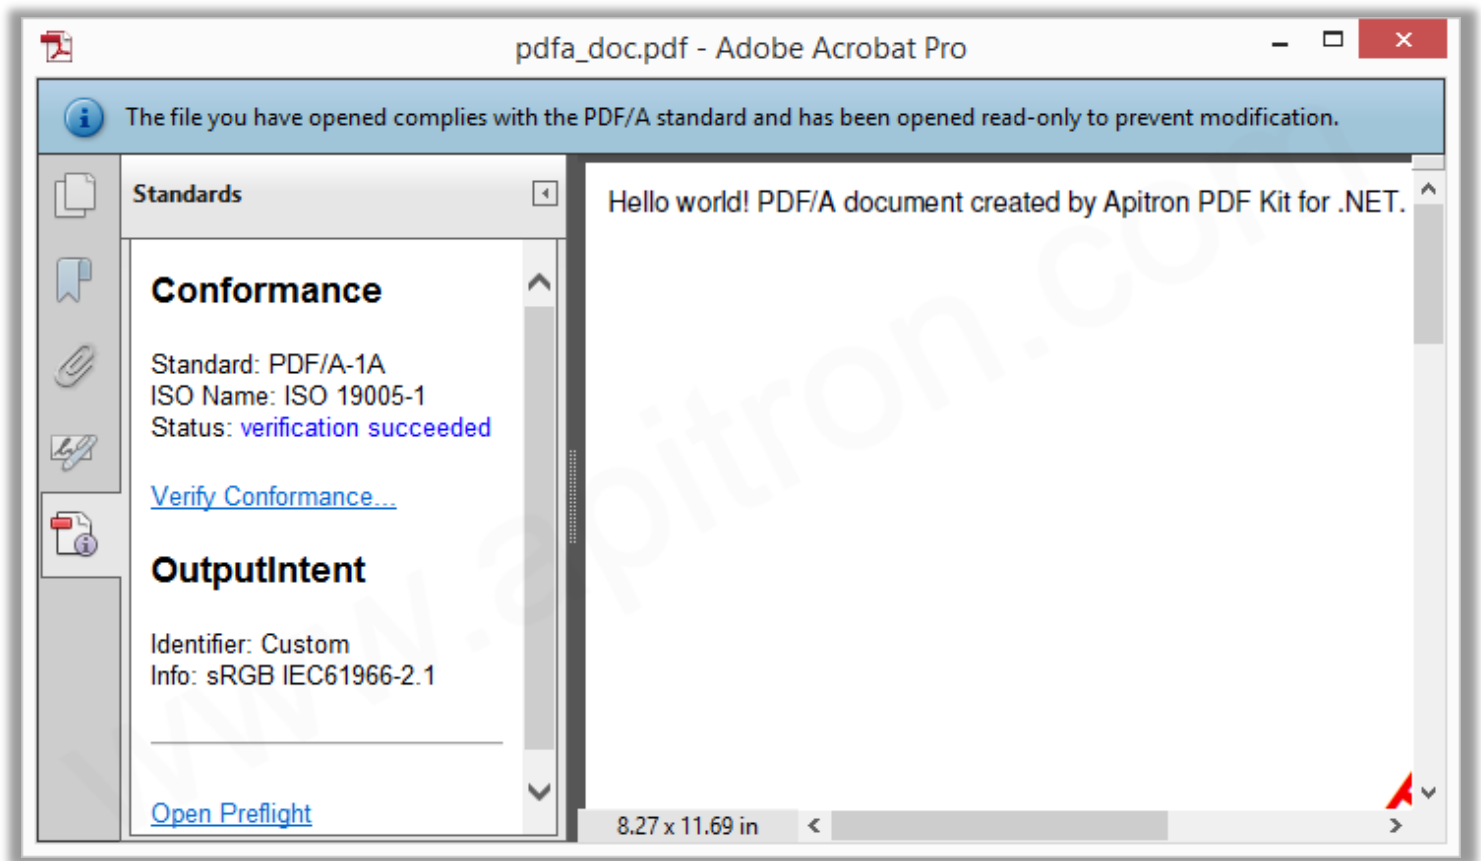 pdfa_doc.pdf - Adobe Acrobat Pro
The file you have opened complies with the PDF/A standard and has been opened read-only to prevent modification.
Standards
Conformance
Standard: PDF/A-1A
ISO Name: ISO 19005-1
Status: verification succeeded
Verify Conformance...
OutputIntent
Identifier: Custom
Info: sRGB IEC61966-2.1
Open Preflight
Hello world! PDF/A document created by Apitron PDF Kit for .NET.
8.27 x 11.69 in
www.apitron.com